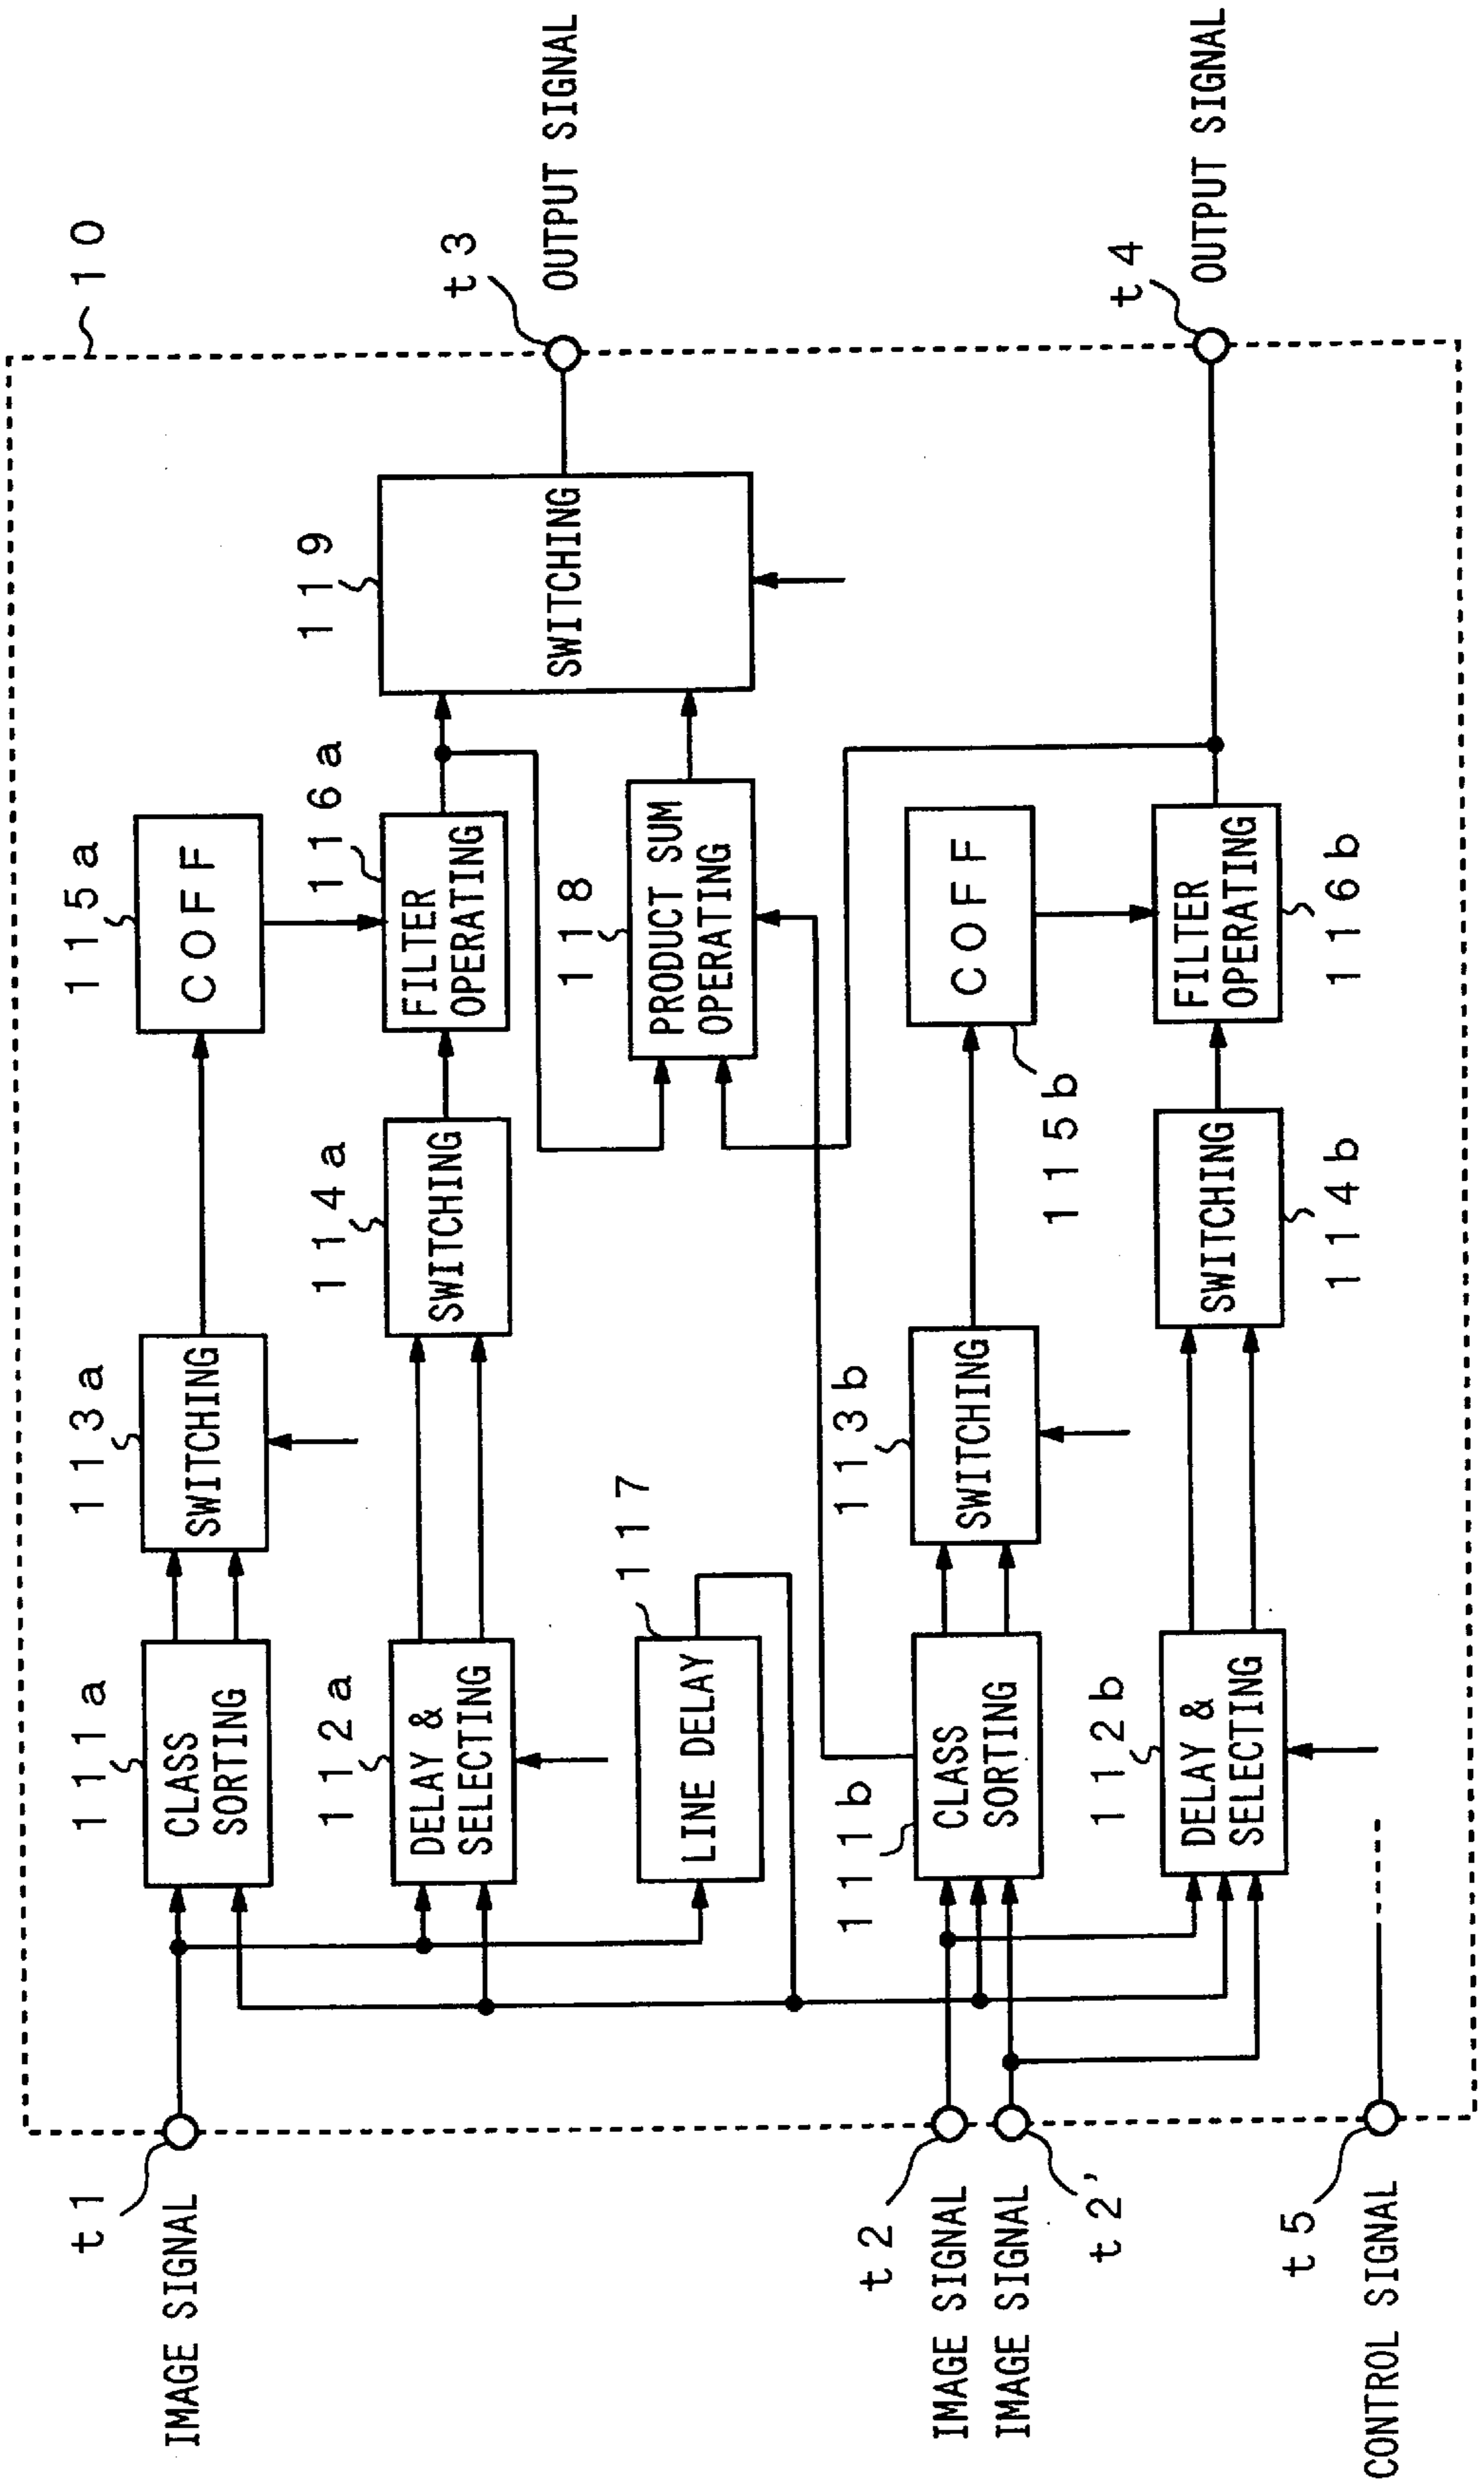 10
t1
IMAGE SIGNAL
111a
CLASS
SORTING
113a
SWITCHING
115a
COFF
112a
DELAY &
SELECTING
114a
SWITCHING
116a
FILTER
OPERATING
119
SWITCHING
t3
OUTPUT SIGNAL
117
LINE DELAY
118
PRODUCT SUM
OPERATING
t2
IMAGE SIGNAL
IMAGE SIGNAL
t2'
111b
CLASS
SORTING
113b
SWITCHING
115b
COFF
112b
DELAY &
SELECTING
114b
SWITCHING
116b
FILTER
OPERATING
t4
OUTPUT SIGNAL
t5
CONTROL SIGNAL